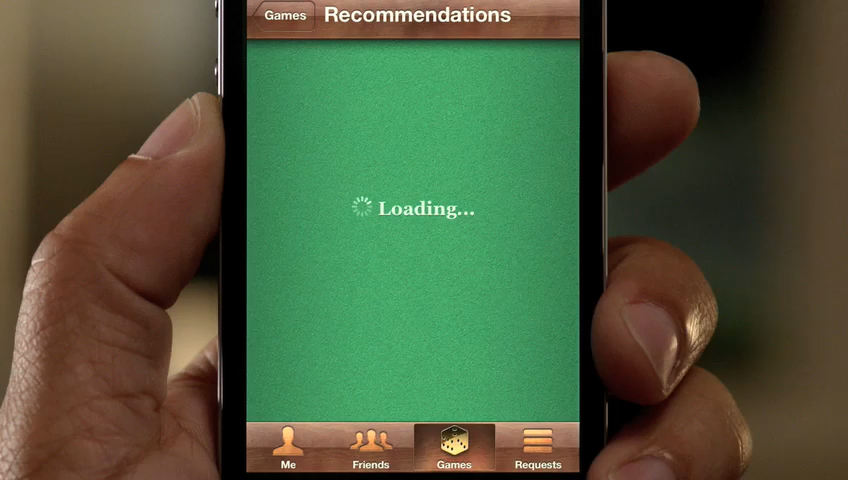 Games
Recommendations
Loading...
Me
Friends
Games
Requests